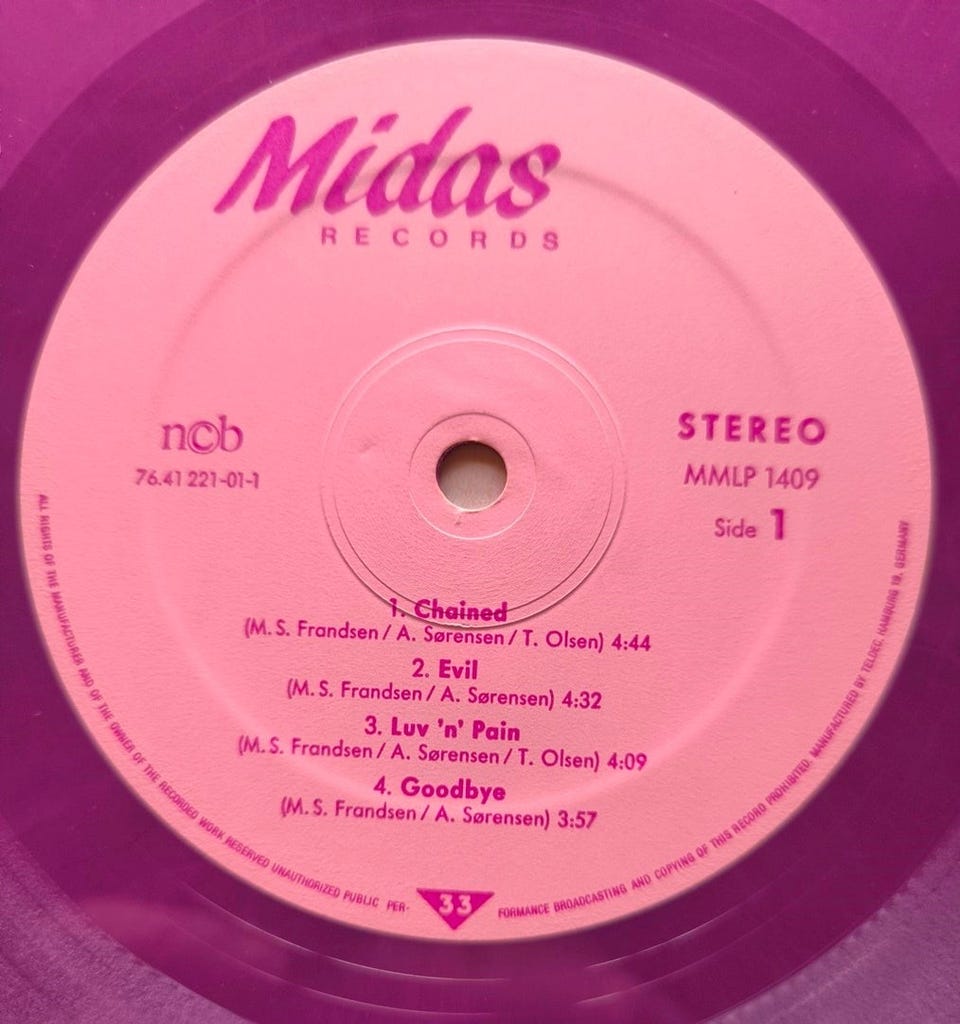 Midas
RECORDS
n©b
76.41 221-01-1
STEREO
MMLP 1409
Side 1
1. Chained
(M. S. Frandsen / A. Sørensen / T. Olsen) 4:44
2. Evil
(M. S. Frandsen / A. Sørensen) 4:32
3. Luv 'n' Pain
(M. S. Frandsen / A. Sørensen / T. Olsen) 4:09
4. Goodbye
(M. S. Frandsen / A. Sørensen) 3:57
ALL RIGHTS OF THE MANUFACTURER AND OF THE OWNER OF THE RECORDED WORK RESERVED UNAUTHORIZED PUBLIC PER-
33
FORMANCE BROADCASTING AND COPYING OF THIS RECORD PROHIBITED. MANUFACTURED BY TELDEC, HAMBURG 19, GERMANY